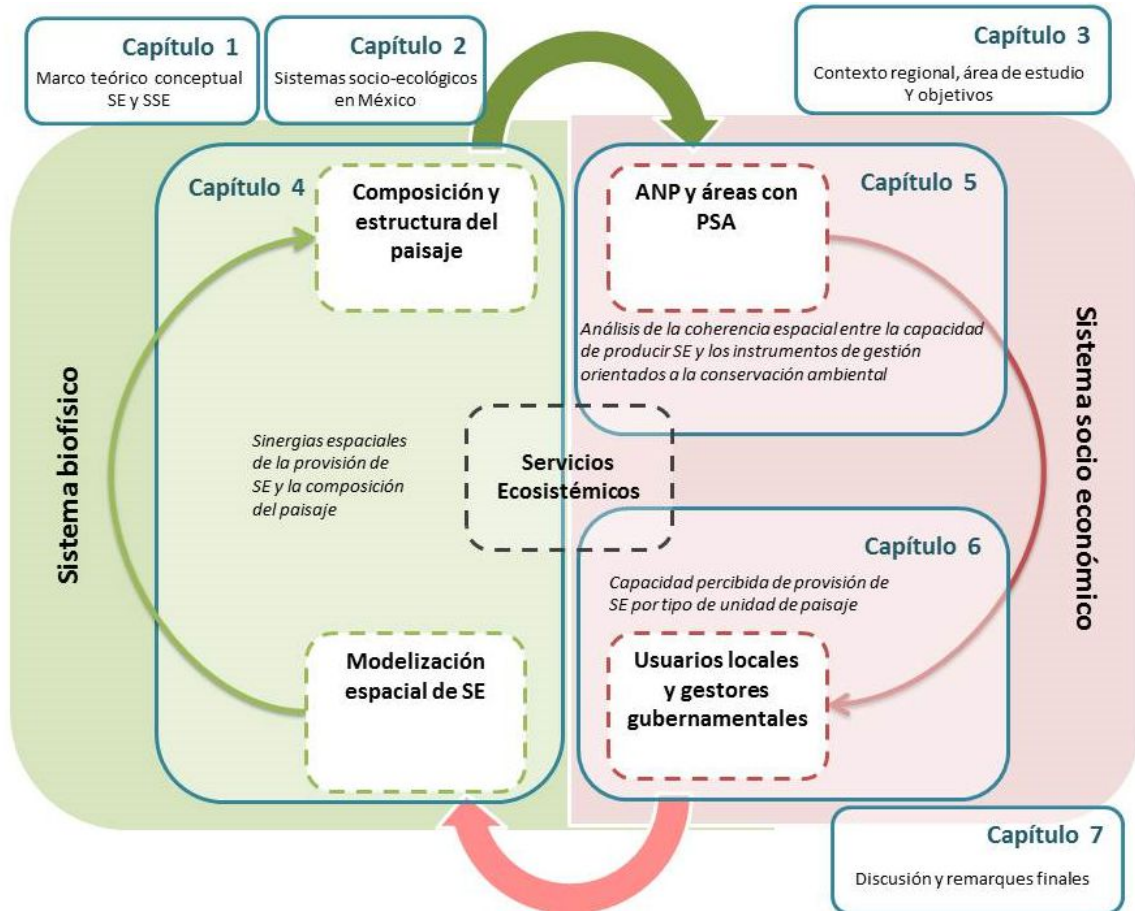 Capítulo 1
Marco teórico conceptual
SE y SSE
Capítulo 2
Sistemas socio-ecológicos
en México
Capítulo 3
Contexto regional, área de estudio
Y objetivos
Sistema biofísico
Capítulo 4
Composición y
estructura del
paisaje
Sinergias espaciales
de la provisión de
SE y la composición
del paisaje
Modelización
espacial de SE
Servicios
Ecosistémicos
Capítulo 5
ANP y áreas con
PSA
Análisis de la coherencia espacial entre la capacidad
de producir SE y los instrumentos de gestión
orientados a la conservación ambiental
Capítulo 6
Capacidad percibida de provisión de
SE por tipo de unidad de paisaje
Usuarios locales
y gestores
gubernamentales
Sistema socio económico
Capítulo 7
Discusión y remarques finales